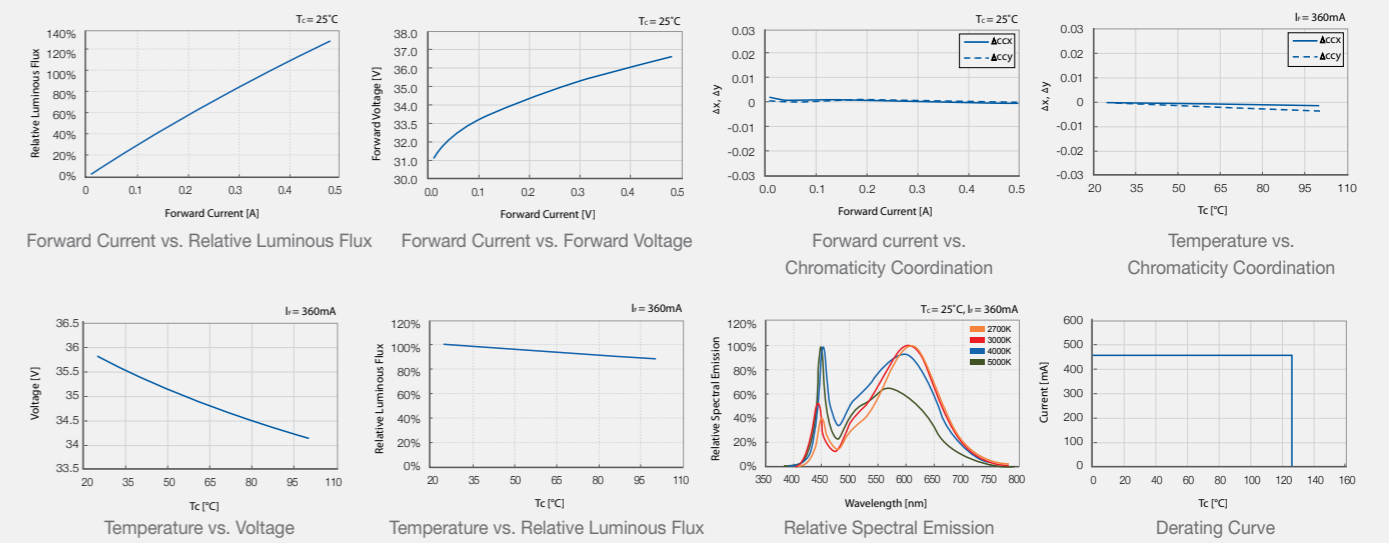 Tc = 25˚C
Relative Luminous Flux
140%
120%
100%
80%
60%
40%
20%
0%
0 0.1 0.2 0.3 0.4 0.5
Forward Current [A]
Forward Current vs. Relative Luminous Flux
Tc = 25˚C
Forward Voltage [V]
38.0
37.0
36.0
35.0
34.0
33.5
32.5
31.0
30.0
0.0 0.1 0.2 0.3 0.4 0.5
Forward Current [V]
Forward Current vs. Forward Voltage
Tc = 25˚C
Δx, Δy
0.03
0.02
0.01
0
-0.01
-0.02
-0.03
Δccx
Δccy
0.0 0.1 0.2 0.3 0.4 0.5
Forward Current [A]
Forward current vs.
Chromaticity Coordination
IF = 360mA
Δx, Δy
0.03
0.02
0.01
0
-0.01
-0.02
-0.03
Δccx
Δccy
20 35 50 65 80 95 110
Tc [°C]
Temperature vs.
Chromaticity Coordination
IF = 360mA
Voltage [V]
36.5
36
35.5
35
34.5
34
33.5
20 35 50 65 80 95 110
Tc [°C]
Temperature vs. Voltage
IF = 360mA
Relative Luminous Flux
120%
100%
80%
60%
40%
20%
0%
20 35 50 65 80 95 110
Tc [°C]
Temperature vs. Relative Luminous Flux
Tc = 25˚C, IF = 360mA
Relative Spectral Emission
120%
100%
80%
60%
40%
20%
0%
2700K
3000K
4000K
5000K
350 400 450 500 550 600 650 700 750 800
Wavelength [nm]
Relative Spectral Emission
Current [mA]
600
500
400
300
200
100
0
0 20 40 60 80 100 120 140 160
Tc [°C]
Derating Curve